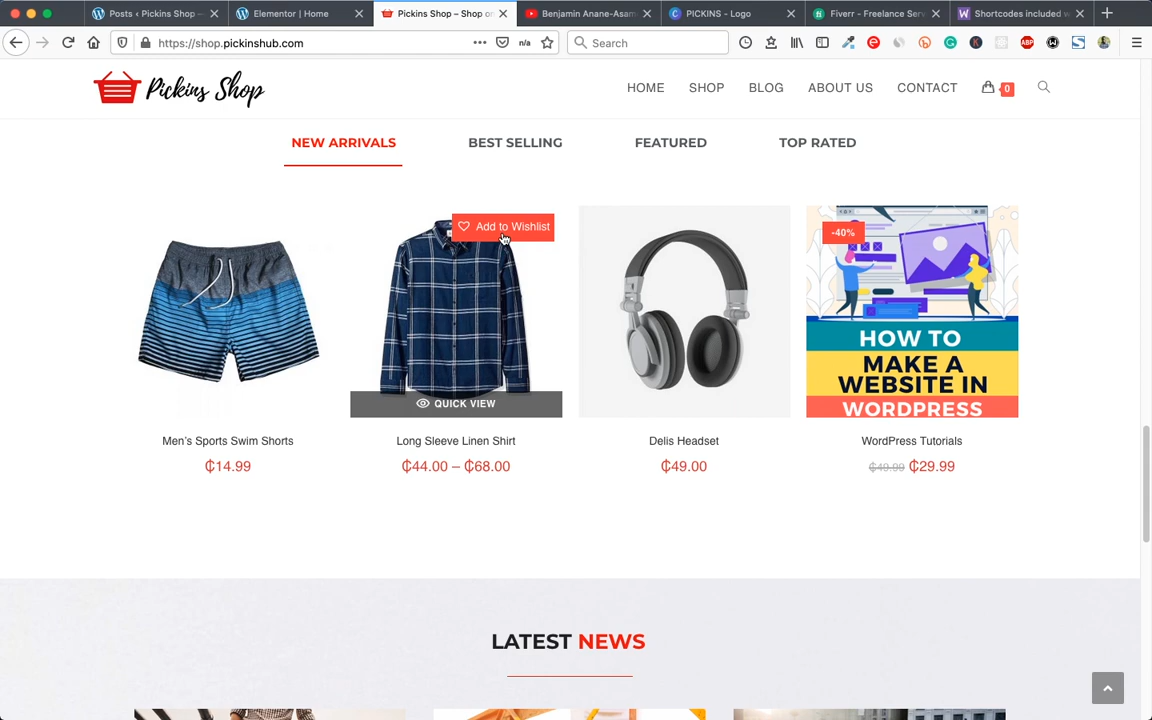 Posts ‹ Pickins Shop —
Elementor | Home
Pickins Shop – Shop o
Benjamin Anane-Asam
PICKINS - Logo
Fiverr - Freelance Serv
Shortcodes included w
https://shop.pickinshub.com
n/a
Search
ABP
Pickins Shop
HOME
SHOP
BLOG
ABOUT US
CONTACT
0
NEW ARRIVALS
BEST SELLING
FEATURED
TOP RATED
Add to Wishlist
-40%
HOW TO
MAKE A
WEBSITE IN
WORDPRESS
QUICK VIEW
Men's Sports Swim Shorts
Long Sleeve Linen Shirt
Delis Headset
WordPress Tutorials
₵14.99
₵44.00 – ₵68.00
₵49.00
₵49.99 ₵29.99
LATEST NEWS